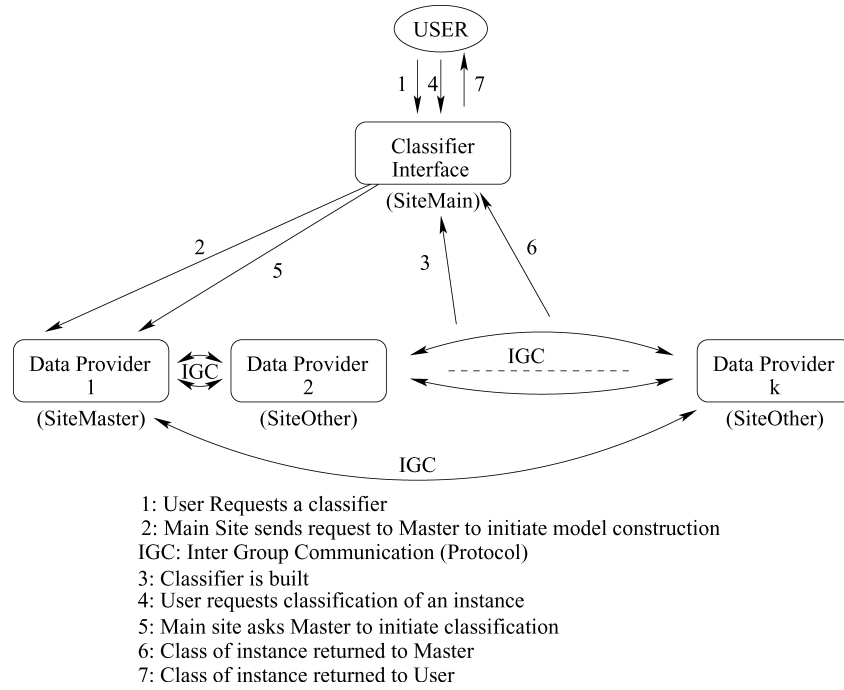 USER
1
4
7
Classifier
Interface
(SiteMain)
2
5
3
6
Data Provider
1
(SiteMaster)
IGC
Data Provider
2
(SiteOther)
IGC
Data Provider
k
(SiteOther)
IGC
1: User Requests a classifier
2: Main Site sends request to Master to initiate model construction
IGC: Inter Group Communication (Protocol)
3: Classifier is built
4: User requests classification of an instance
5: Main site asks Master to initiate classification
6: Class of instance returned to Master
7: Class of instance returned to User